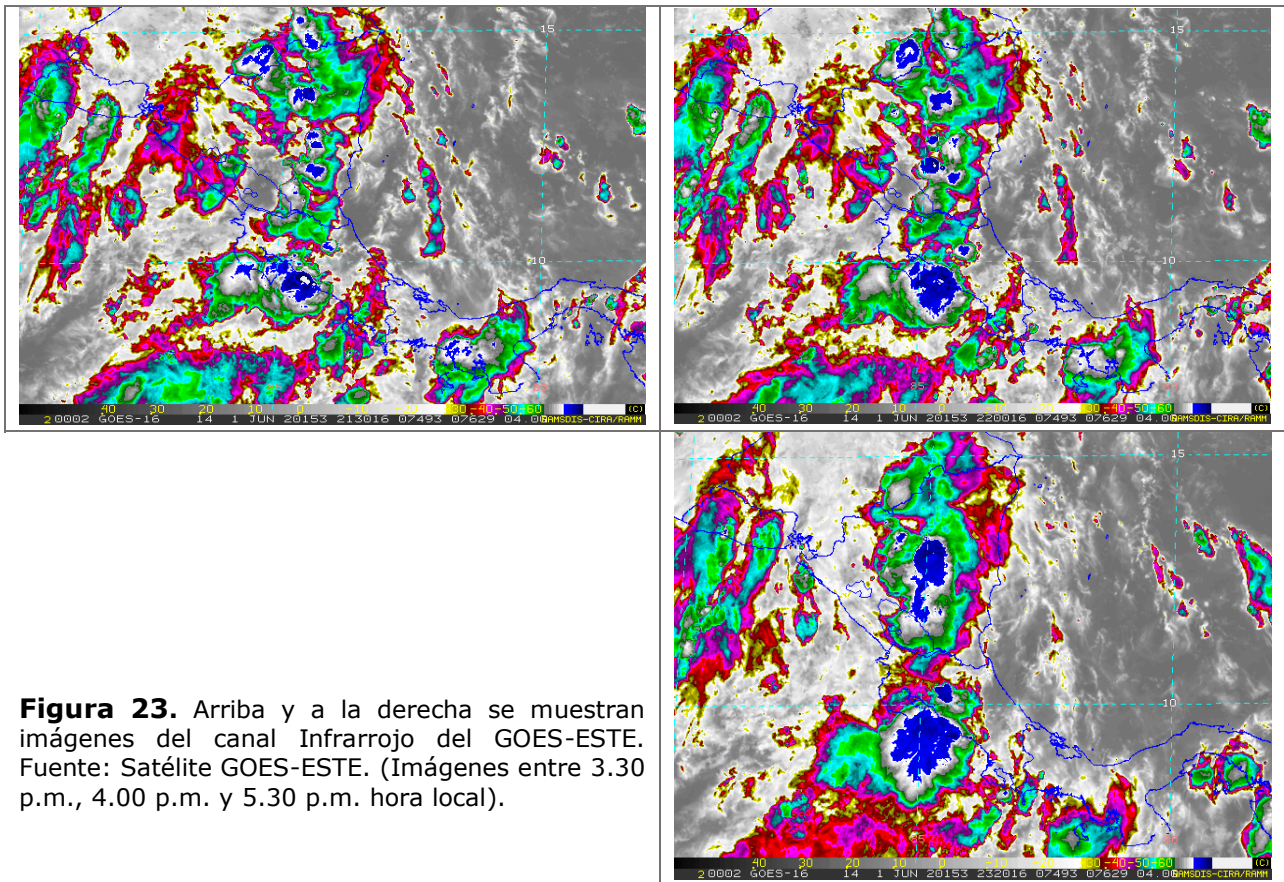 15
10
85
75
40 30 20 10 0 -10 -20 -30 -40 -50 -60 (C)
2 0002 GOES-16 14 1 JUN 20153 213016 07493 07629 04.00 RAMSDIS-CIRA/RAMM
15
10
85
75
40 30 20 10 0 -10 -20 -30 -40 -50 -60 (C)
2 0002 GOES-16 14 1 JUN 20153 220016 07493 07629 04.00 RAMSDIS-CIRA/RAMM
Figura 23. Arriba y a la derecha se muestran
imágenes del canal Infrarrojo del GOES-ESTE.
Fuente: Satélite GOES-ESTE. (Imágenes entre 3.30
p.m., 4.00 p.m. y 5.30 p.m. hora local).
15
10
85
75
40 30 20 10 0 -10 -20 -30 -40 -50 -60 (C)
2 0002 GOES-16 14 1 JUN 20153 232016 07493 07629 04.00 RAMSDIS-CIRA/RAMM